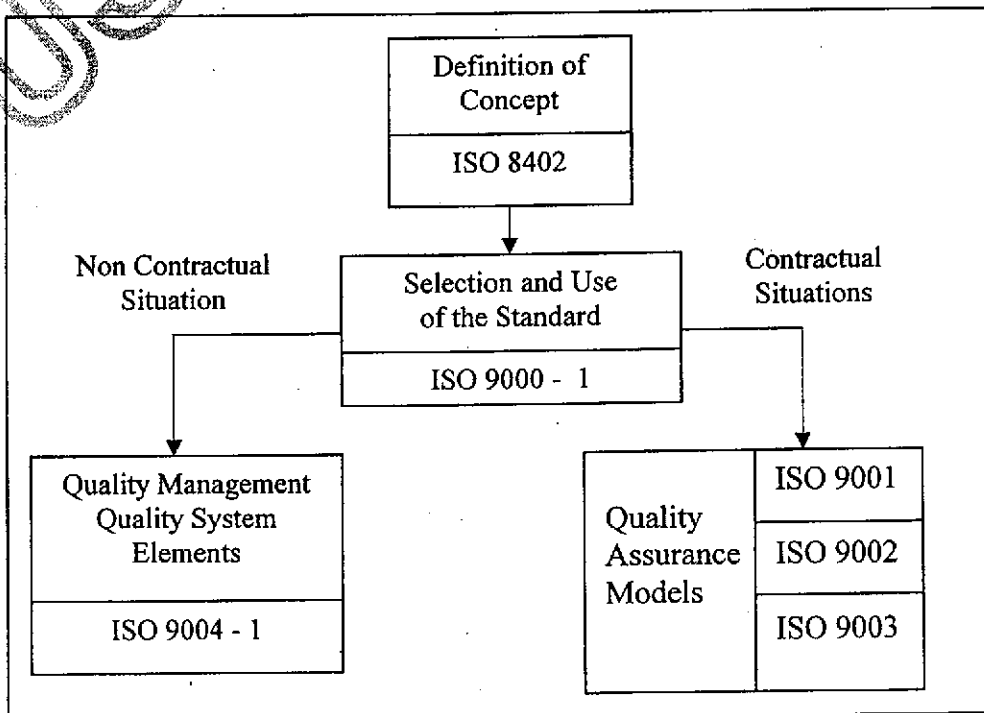 Definition of
Concept
ISO 8402
Non Contractual
Situation
Selection and Use
of the Standard
ISO 9000 - 1
Contractual
Situations
Quality Management
Quality System
Elements
ISO 9004 - 1
Quality
Assurance
Models
ISO 9001
ISO 9002
ISO 9003